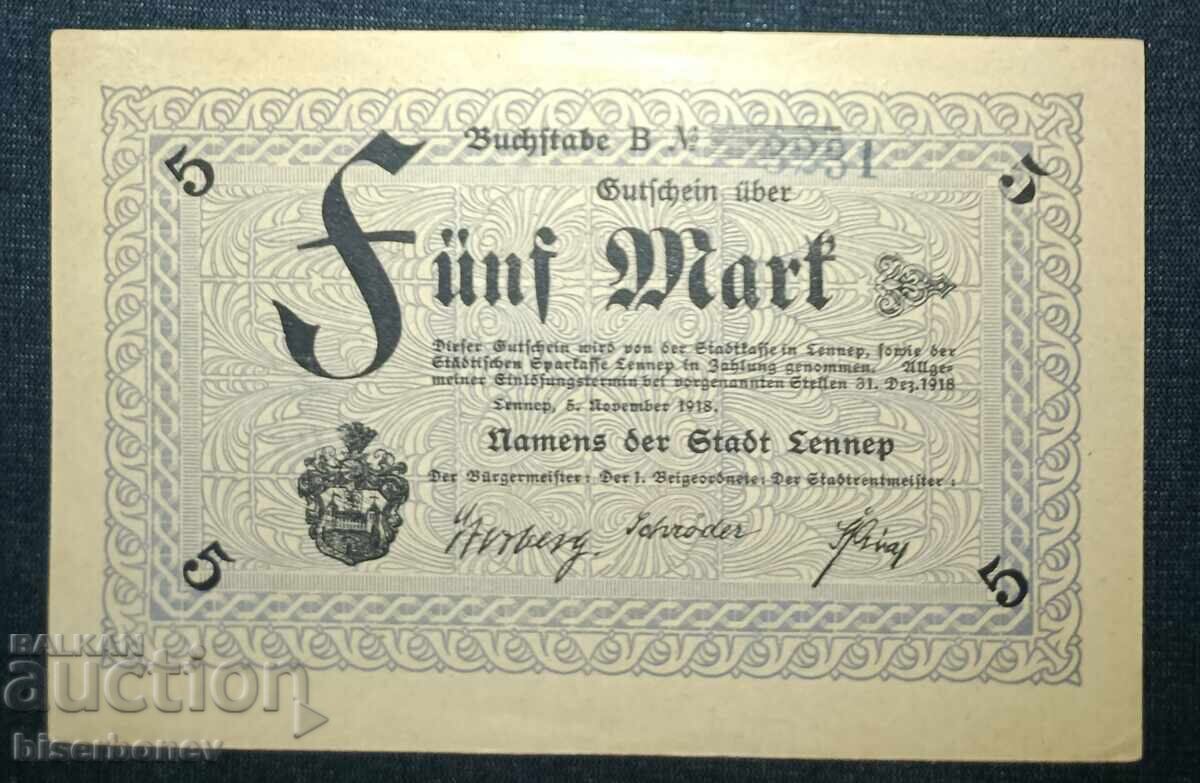 Buchstabe B № 3231
Gutschein über
Fünf Mark
5
5
Dieser Gutschein wird von der Stadtkasse in Lennep, sowie der
Städtischen Sparkasse Lennep in Zahlung genommen. Allge-
meiner Einlösungstermin bei vorgenannten Stellen 31. Dez. 1918
Lennep, 5. November 1918.
Namens der Stadt Lennep
Der Bürgermeister: Der 1. Beigeordnete: Der Stadtrentmeister:
Schröder
5
5
BALKAN
auction
biserbonev